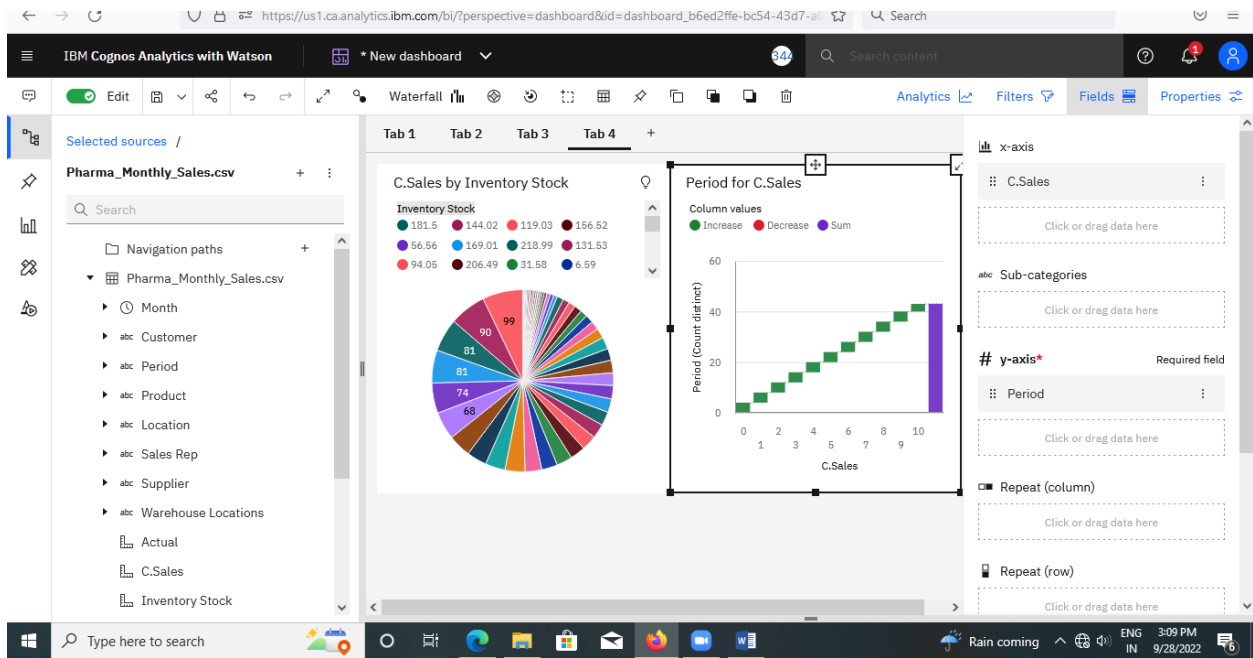 https://us1.ca.analytics.ibm.com/bi/?perspective=dashboard&id=dashboard_b6ed2ffe-bc54-43d7-a0 Search
IBM Cognos Analytics with Watson * New dashboard 344 Search content 1
Edit Waterfall Analytics Filters Fields Properties
Selected sources /
Pharma_Monthly_Sales.csv + :
Search
Navigation paths +
Pharma_Monthly_Sales.csv
Month
abc Customer
abc Period
abc Product
abc Location
abc Sales Rep
abc Supplier
abc Warehouse Locations
Actual
C.Sales
Inventory Stock
Tab 1 Tab 2 Tab 3 Tab 4 +
C.Sales by Inventory Stock
Inventory Stock
181.5 144.02 119.03 156.52
56.56 169.01 218.99 131.53
94.05 206.49 31.58 6.59
99
90
81
81
74
68
Period for C.Sales
Column values
Increase Decrease Sum
Period (Count distinct)
60
40
20
0
0 2 4 6 8 10
1 3 5 7 9
C.Sales
x-axis
C.Sales
Click or drag data here
abc Sub-categories
Click or drag data here
# y-axis* Required field
Period
Click or drag data here
Repeat (column)
Click or drag data here
Repeat (row)
Click or drag data here
Type here to search Rain coming ENG 3:09 PM
IN 9/28/2022 6